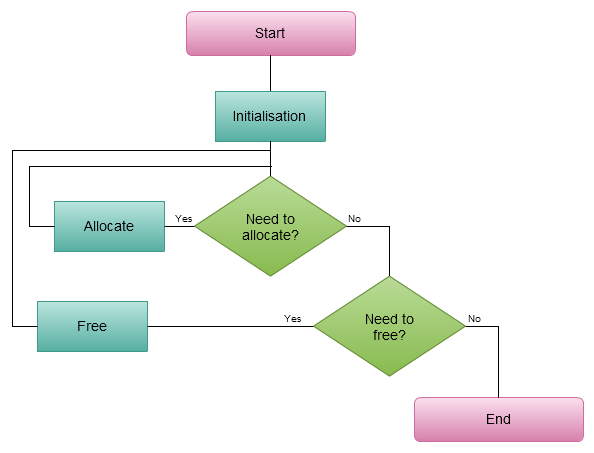 Start
Initialisation
Allocate
Yes
Need to
allocate?
No
Free
Yes
Need to
free?
No
End